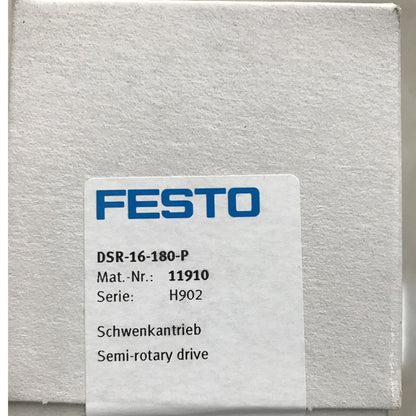 FESTO
DSR-16-180-P
Mat.-Nr.: 11910
Serie: H902
Schwenkantrieb
Semi-rotary drive